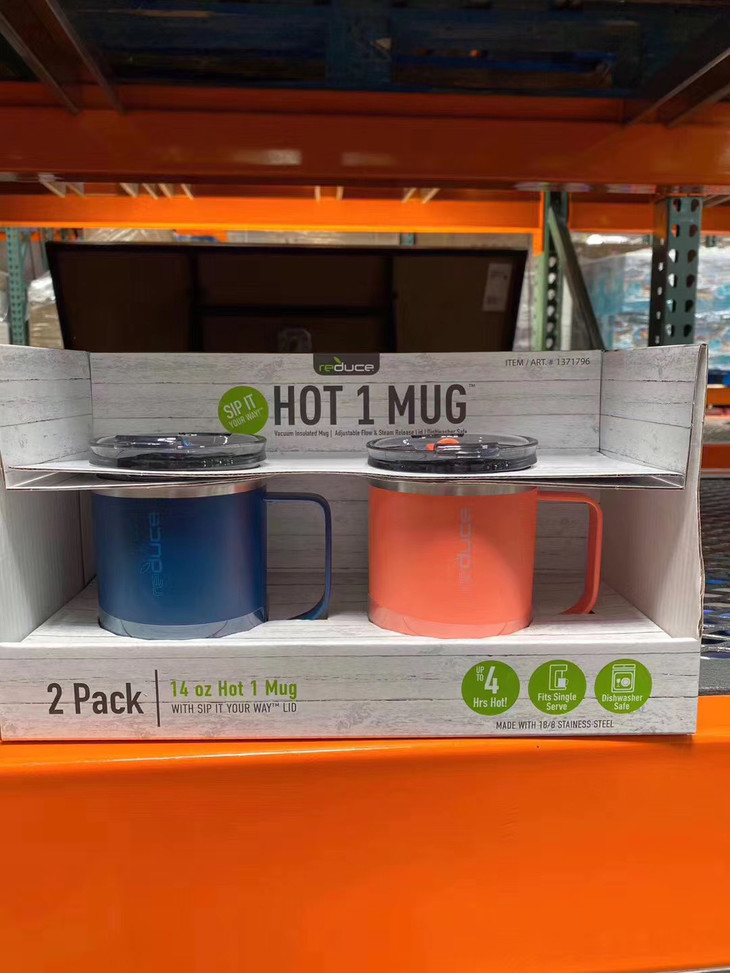 reduce
ITEM / ART. # 1371796
SIP IT
YOUR WAY!™
HOT 1 MUG™
Vacuum Insulated Mug | Adjustable Flow & Steam Release Lid | Dishwasher Safe
reduce
reduce
2 Pack
14 oz Hot 1 Mug
WITH SIP IT YOUR WAY™ LID
UP
TO
4
Hrs Hot!
Fits Single
Serve
Dishwasher
Safe
MADE WITH 18/8 STAINESS STEEL